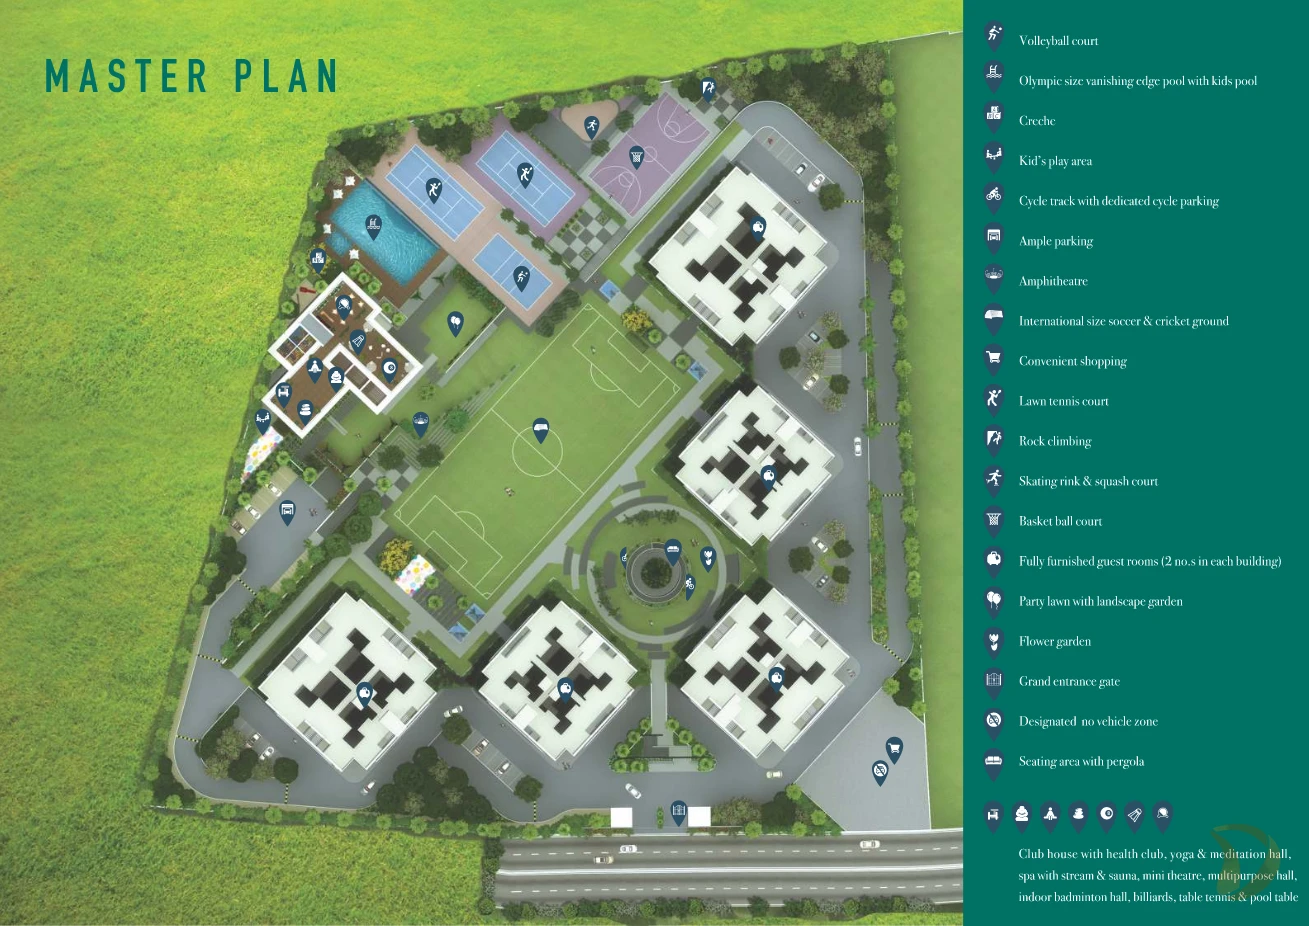 MASTER PLAN
Volleyball court
Olympic size vanishing edge pool with kids pool
Creche
Kid's play area
Cycle track with dedicated cycle parking
Ample parking
Amphitheatre
International size soccer & cricket ground
Convenient shopping
Lawn tennis court
Rock climbing
Skating rink & squash court
Basket ball court
Fully furnished guest rooms (2 no.s in each building)
Party lawn with landscape garden
Flower garden
Grand entrance gate
Designated no vehicle zone
Seating area with pergola
Club house with health club, yoga & meditation hall,
spa with stream & sauna, mini theatre, multipurpose hall,
indoor badminton hall, billiards, table tennis & pool table